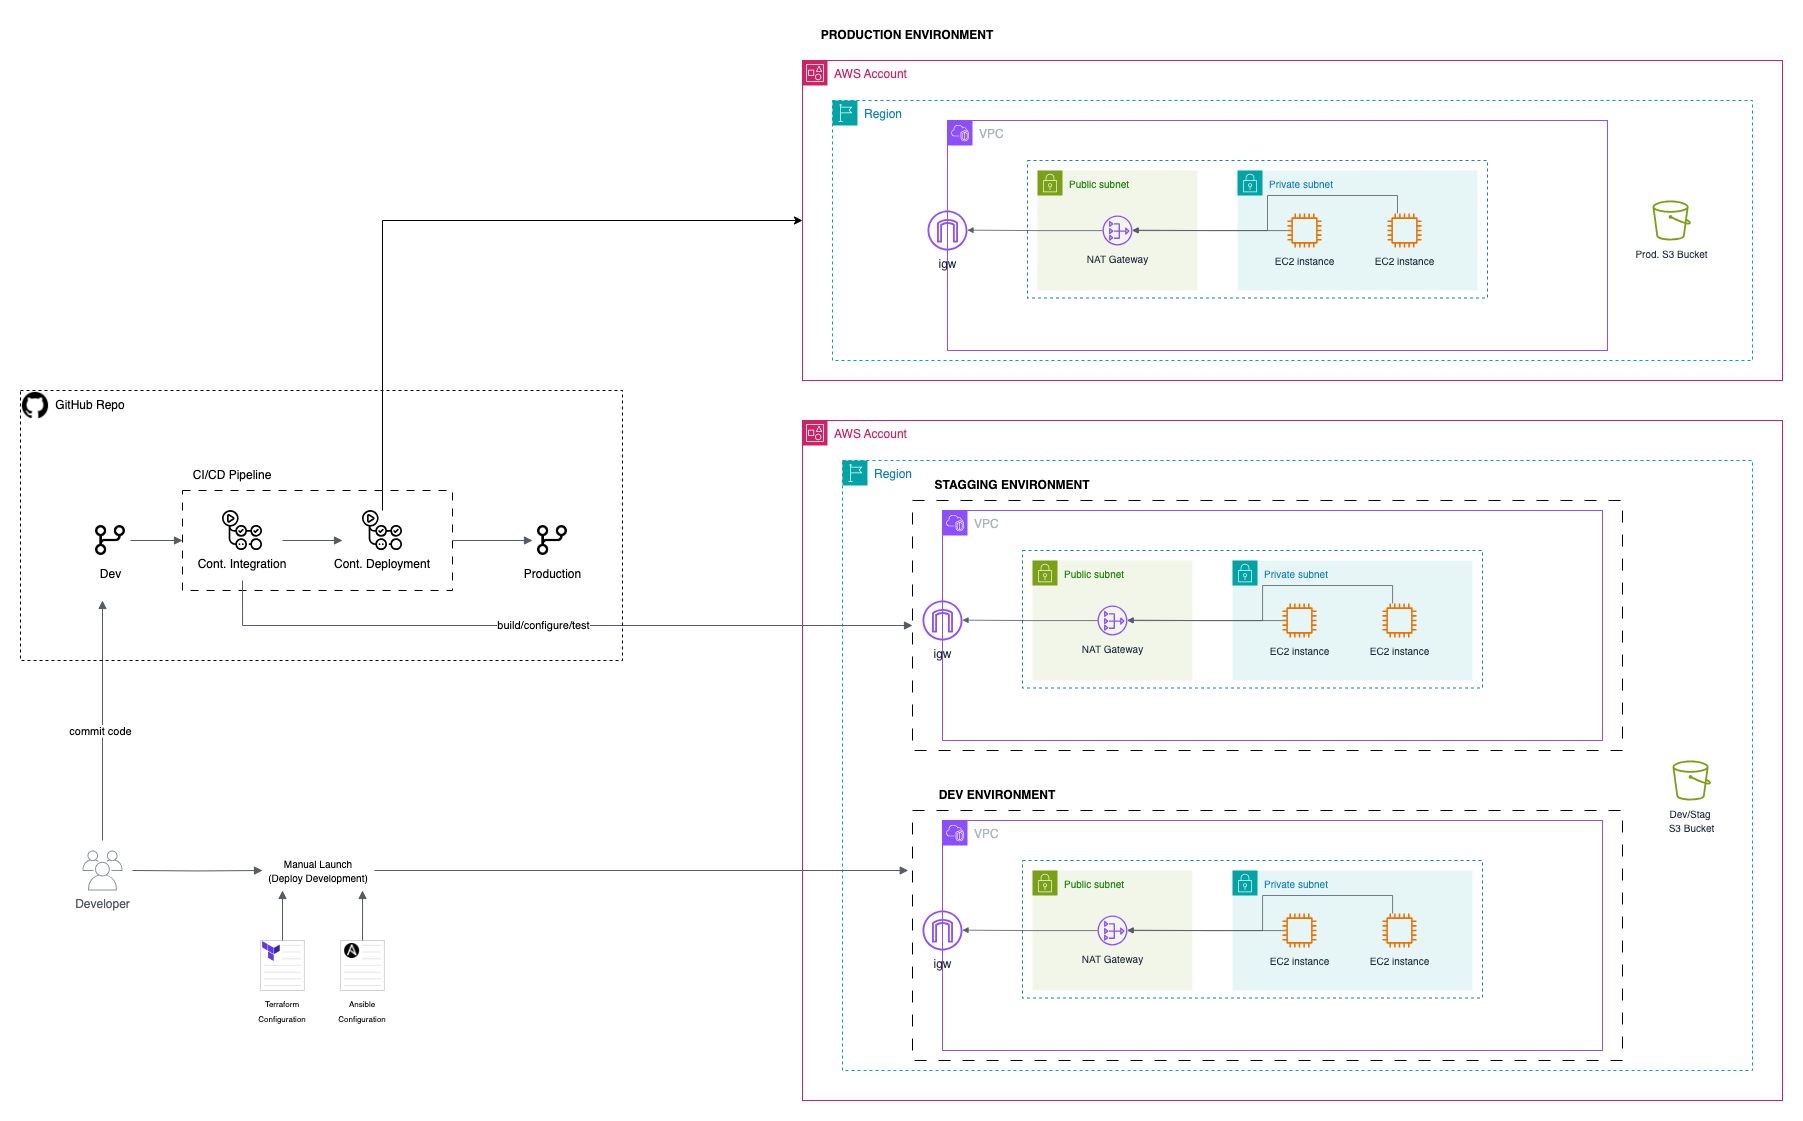 PRODUCTION ENVIRONMENT
AWS Account
Region
VPC
Public subnet
Private subnet
igw
NAT Gateway
EC2 instance
EC2 instance
Prod. S3 Bucket
GitHub Repo
CI/CD Pipeline
Dev
Cont. Integration
Cont. Deployment
Production
build/configure/test
commit code
Developer
Manual Launch
(Deploy Development)
Terraform
Configuration
Ansible
Configuration
AWS Account
Region
STAGGING ENVIRONMENT
VPC
Public subnet
Private subnet
igw
NAT Gateway
EC2 instance
EC2 instance
Dev/Stag
S3 Bucket
DEV ENVIRONMENT
VPC
Public subnet
Private subnet
igw
NAT Gateway
EC2 instance
EC2 instance